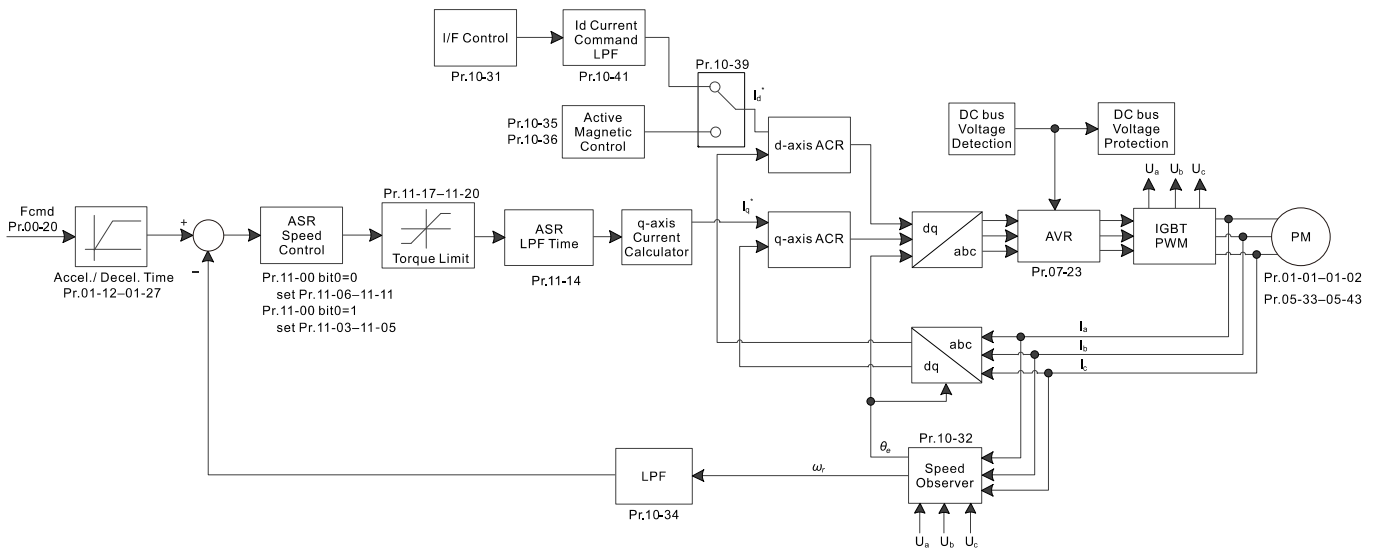 I/F Control
Pr.10-31
Id Current
Command
LPF
Pr.10-41
Pr.10-39
Pr.10-35
Pr.10-36
Active
Magnetic
Control
Id*
d-axis ACR
DC bus
Voltage
Detection
DC bus
Voltage
Protection
Ua Ub Uc
Fcmd
Pr.00-20
Accel./ Decel. Time
Pr.01-12–01-27
+
–
ASR
Speed
Control
Pr.11-00 bit0=0
set Pr.11-06–11-11
Pr.11-00 bit0=1
set Pr.11-03–11-05
Pr.11-17–11-20
Torque Limit
ASR
LPF Time
Pr.11-14
q-axis
Current
Calculator
Iq*
q-axis ACR
dq
abc
AVR
Pr.07-23
IGBT
PWM
PM
Pr.01-01–01-02
Pr.05-33–05-43
abc
dq
Ia
Ib
Ic
Pr.10-32
θe
Speed
Observer
ωr
LPF
Pr.10-34
Ua Ub Uc